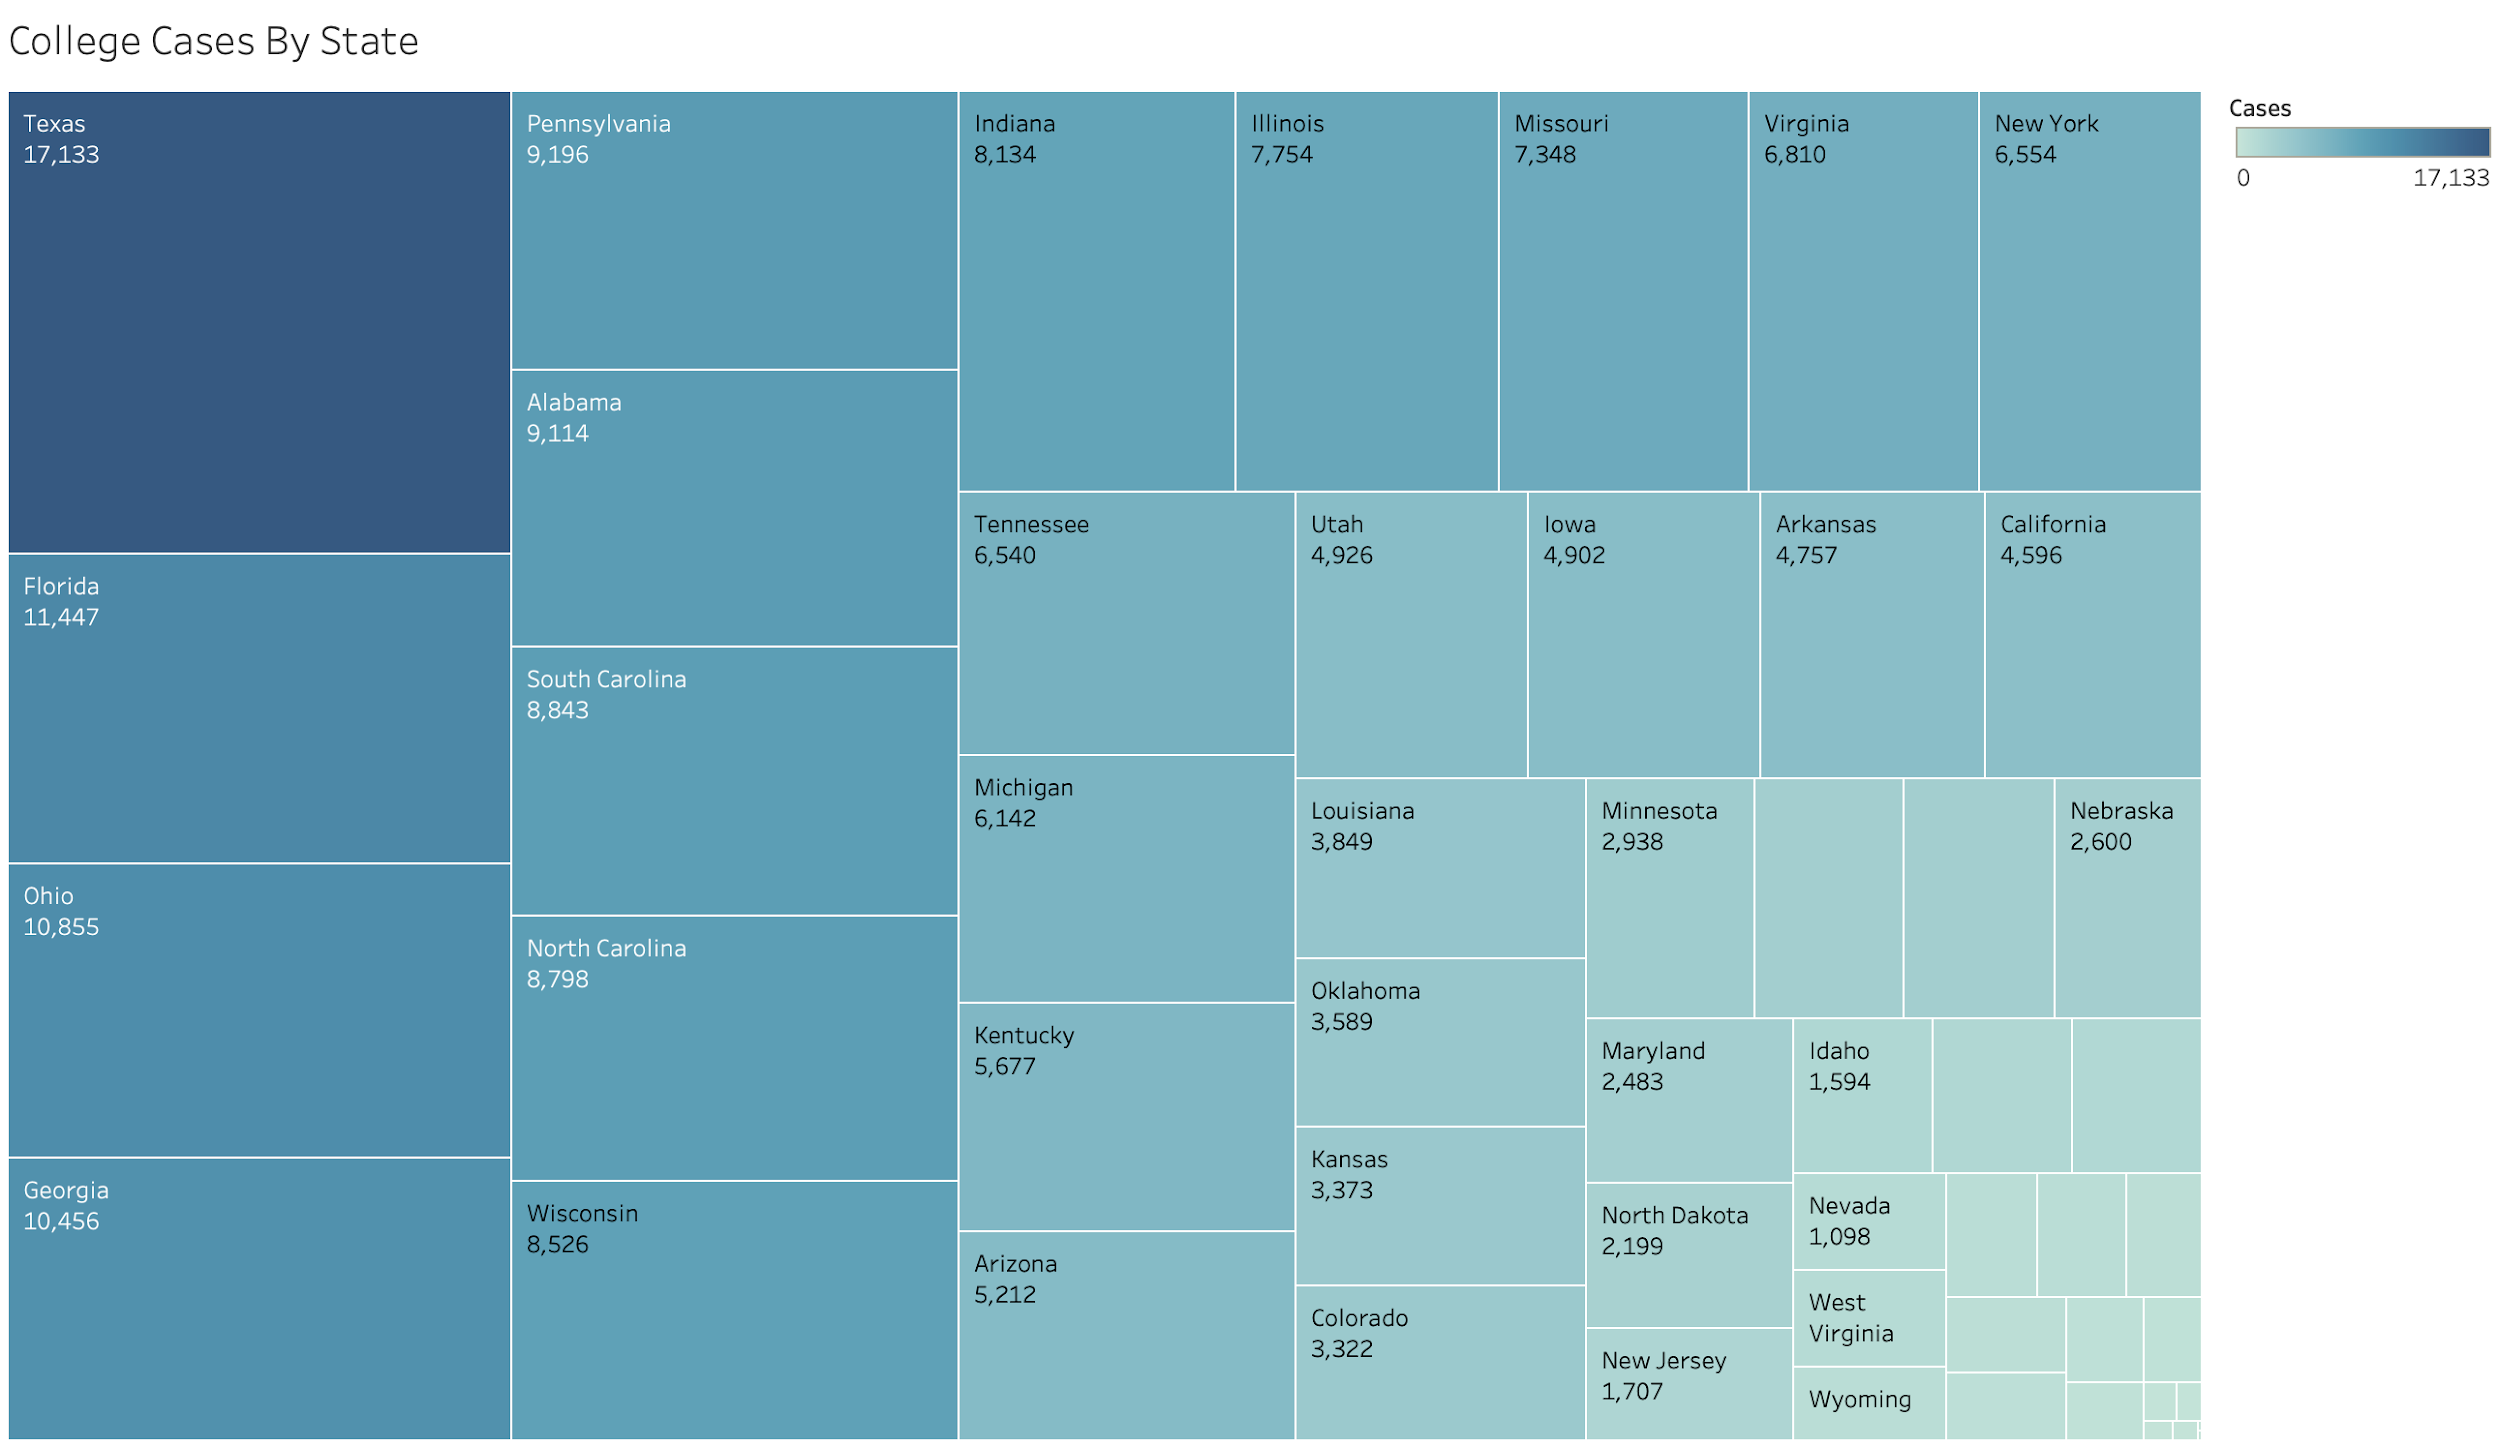 College Cases By State
Texas
17,133
Florida
11,447
Ohio
10,855
Georgia
10,456
Pennsylvania
9,196
Alabama
9,114
South Carolina
8,843
North Carolina
8,798
Wisconsin
8,526
Indiana
8,134
Illinois
7,754
Missouri
7,348
Virginia
6,810
New York
6,554
Tennessee
6,540
Michigan
6,142
Kentucky
5,677
Arizona
5,212
Utah
4,926
Iowa
4,902
Arkansas
4,757
California
4,596
Louisiana
3,849
Oklahoma
3,589
Kansas
3,373
Colorado
3,322
Minnesota
2,938
Nebraska
2,600
Maryland
2,483
North Dakota
2,199
New Jersey
1,707
Idaho
1,594
Nevada
1,098
West
Virginia
Wyoming
Cases
0
17,133